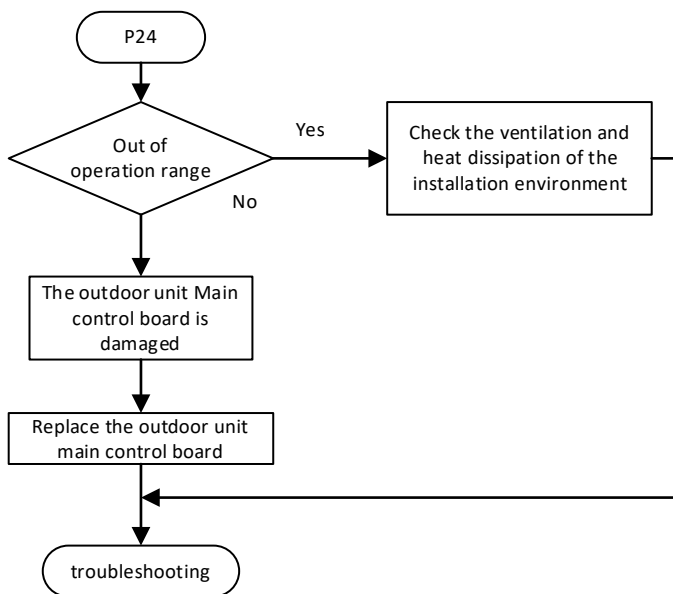 P24
Out of
operation range
Yes
Check the ventilation and
heat dissipation of the
installation environment
No
The outdoor unit Main
control board is
damaged
Replace the outdoor unit
main control board
troubleshooting